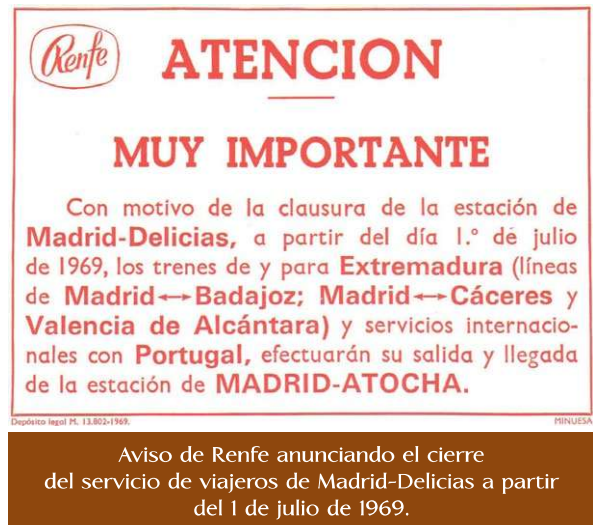 Renfe
ATENCION
MUY IMPORTANTE
Con motivo de la clausura de la estación de
Madrid-Delicias, a partir del día 1.º de julio
de 1969, los trenes de y para Extremadura (líneas
de Madrid←→Badajoz; Madrid←→Cáceres y
Valencia de Alcántara) y servicios internacio-
nales con Portugal, efectuarán su salida y llegada
de la estación de MADRID-ATOCHA.
Depósito legal M. 13.802-1969.
MINUESA
Aviso de Renfe anunciando el cierre
del servicio de viajeros de Madrid-Delicias a partir
del 1 de julio de 1969.